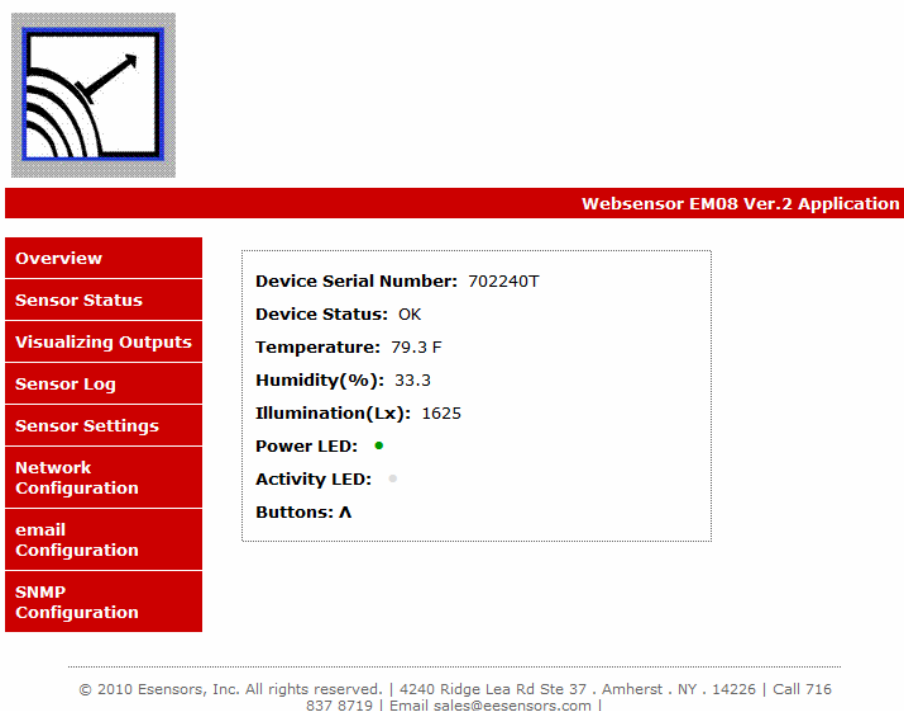 Websensor EM08 Ver.2 Application
Overview
Sensor Status
Visualizing Outputs
Sensor Log
Sensor Settings
Network
Configuration
email
Configuration
SNMP
Configuration
Device Serial Number: 702240T
Device Status: OK
Temperature: 79.3 F
Humidity(%): 33.3
Illumination(Lx): 1625
Power LED:
Activity LED:
Buttons: Λ
© 2010 Esensors, Inc. All rights reserved. | 4240 Ridge Lea Rd Ste 37 . Amherst . NY . 14226 | Call 716
837 8719 | Email sales@eesensors.com |